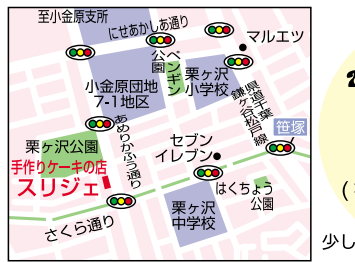 至小金原支所
にせあかしあ通り
マルエツ
ペンギン
公園
栗ヶ沢
小学校
小金原団地
7-1地区
県道千葉
鎌ヶ谷松戸線
笹塚
あめりかふう通り
栗ヶ沢公園
セブン
イレブン
手作りケーキの店
スリジェ
はくちょう
公園
さくら通り
栗ヶ沢
中学校
少し